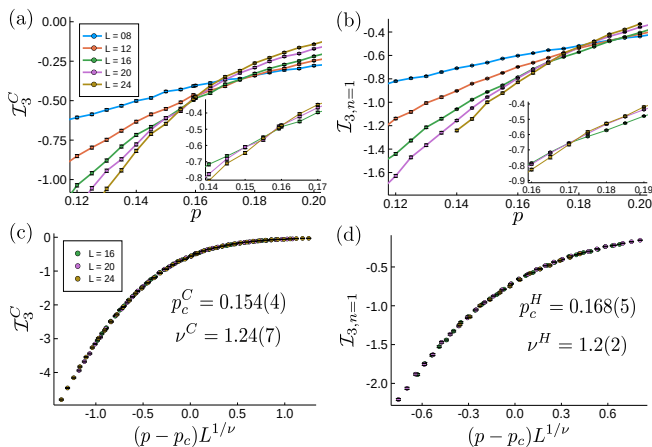 (a)
0.00
-0.25
-0.50
-0.75
-1.00
𝓘₃ᶜ
L = 08
L = 12
L = 16
L = 20
L = 24
-0.4
-0.5
-0.6
-0.7
-0.8
0.14 0.15 0.16 0.17
0.12 0.14 0.16 0.18 0.20
p
(b)
-0.4
-0.6
-0.8
-1.0
-1.2
-1.4
-1.6
𝓘₃,ₙ₌₁
-0.4
-0.5
-0.6
-0.7
-0.8
-0.9
0.16 0.17 0.18 0.19
0.12 0.14 0.16 0.18 0.20
p
(c)
0
-1
-2
-3
-4
𝓘₃ᶜ
L = 16
L = 20
L = 24
p_c^C = 0.154(4)
ν^C = 1.24(7)
-1.0 -0.5 0.0 0.5 1.0
(p − p_c)L^{1/ν}
(d)
-0.5
-1.0
-1.5
-2.0
𝓘₃,ₙ₌₁
p_c^H = 0.168(5)
ν^H = 1.2(2)
-0.6 -0.3 0.0 0.3 0.6
(p − p_c)L^{1/ν}